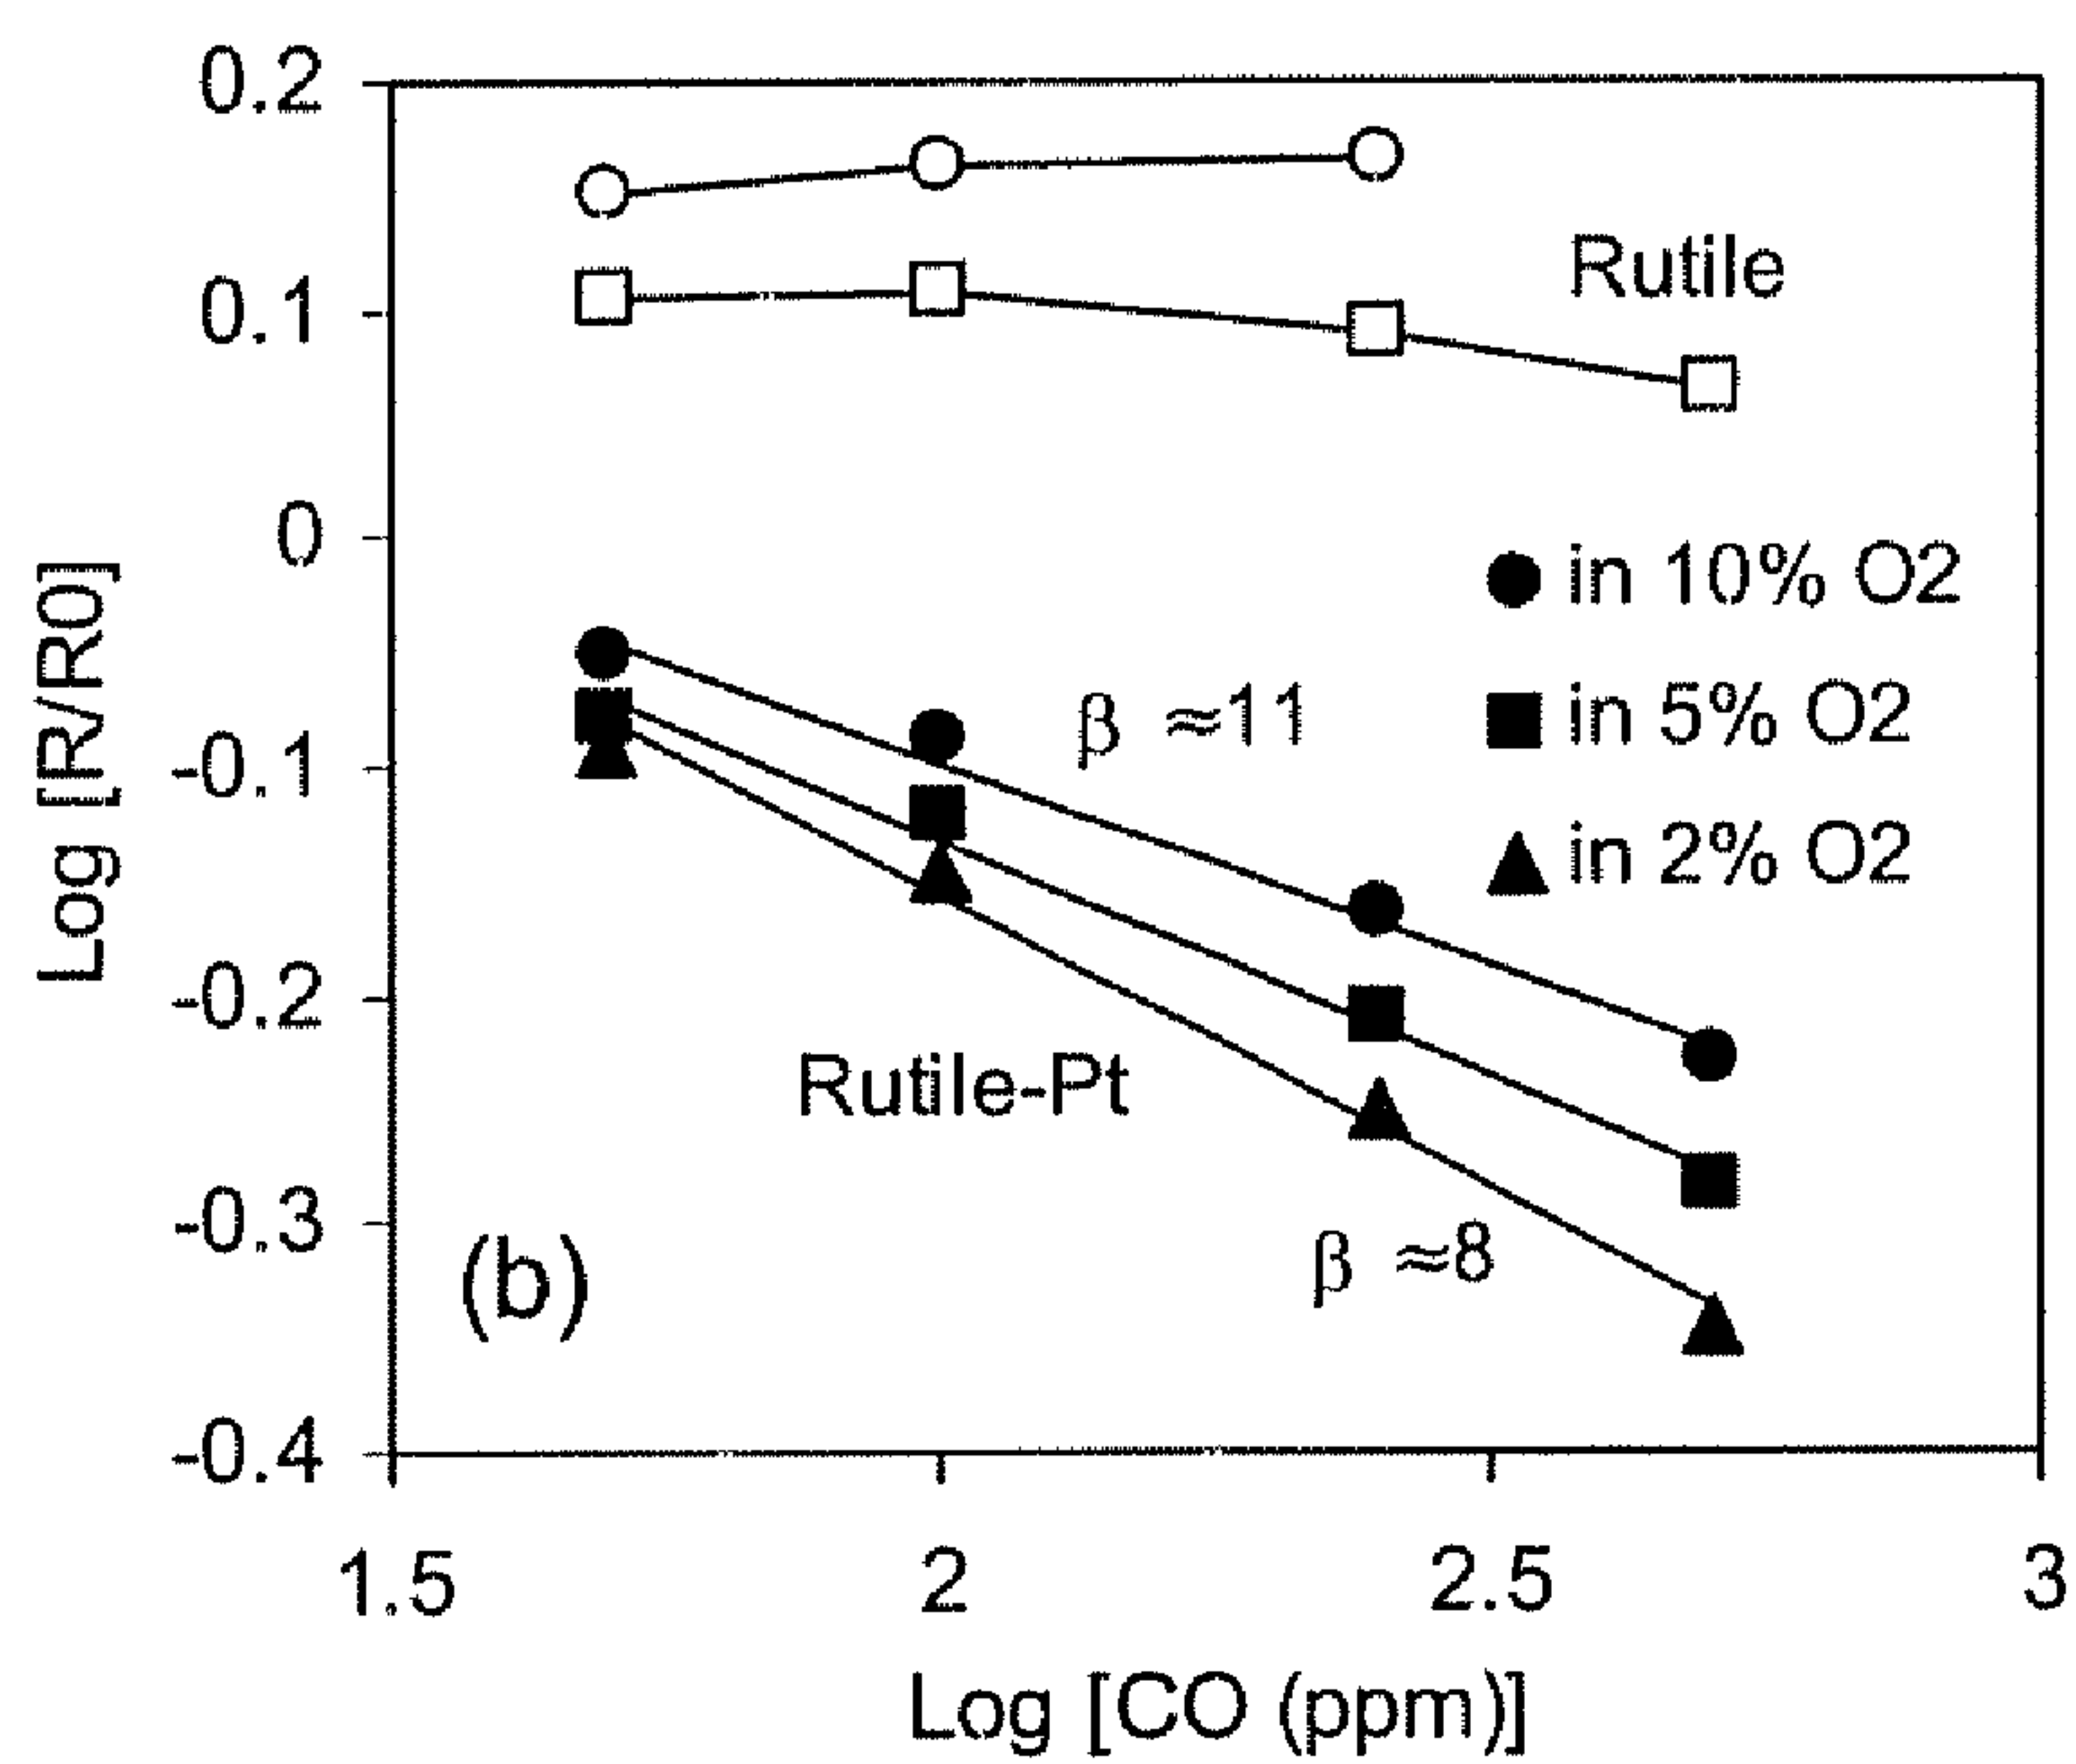 0.2
0.1
0
-0.1
-0.2
-0.3
-0.4
Log [R/R0]
Rutile
in 10% O2
in 5% O2
in 2% O2
β ≈11
Rutile-Pt
β ≈8
(b)
1.5 2 2.5 3
Log [CO (ppm)]